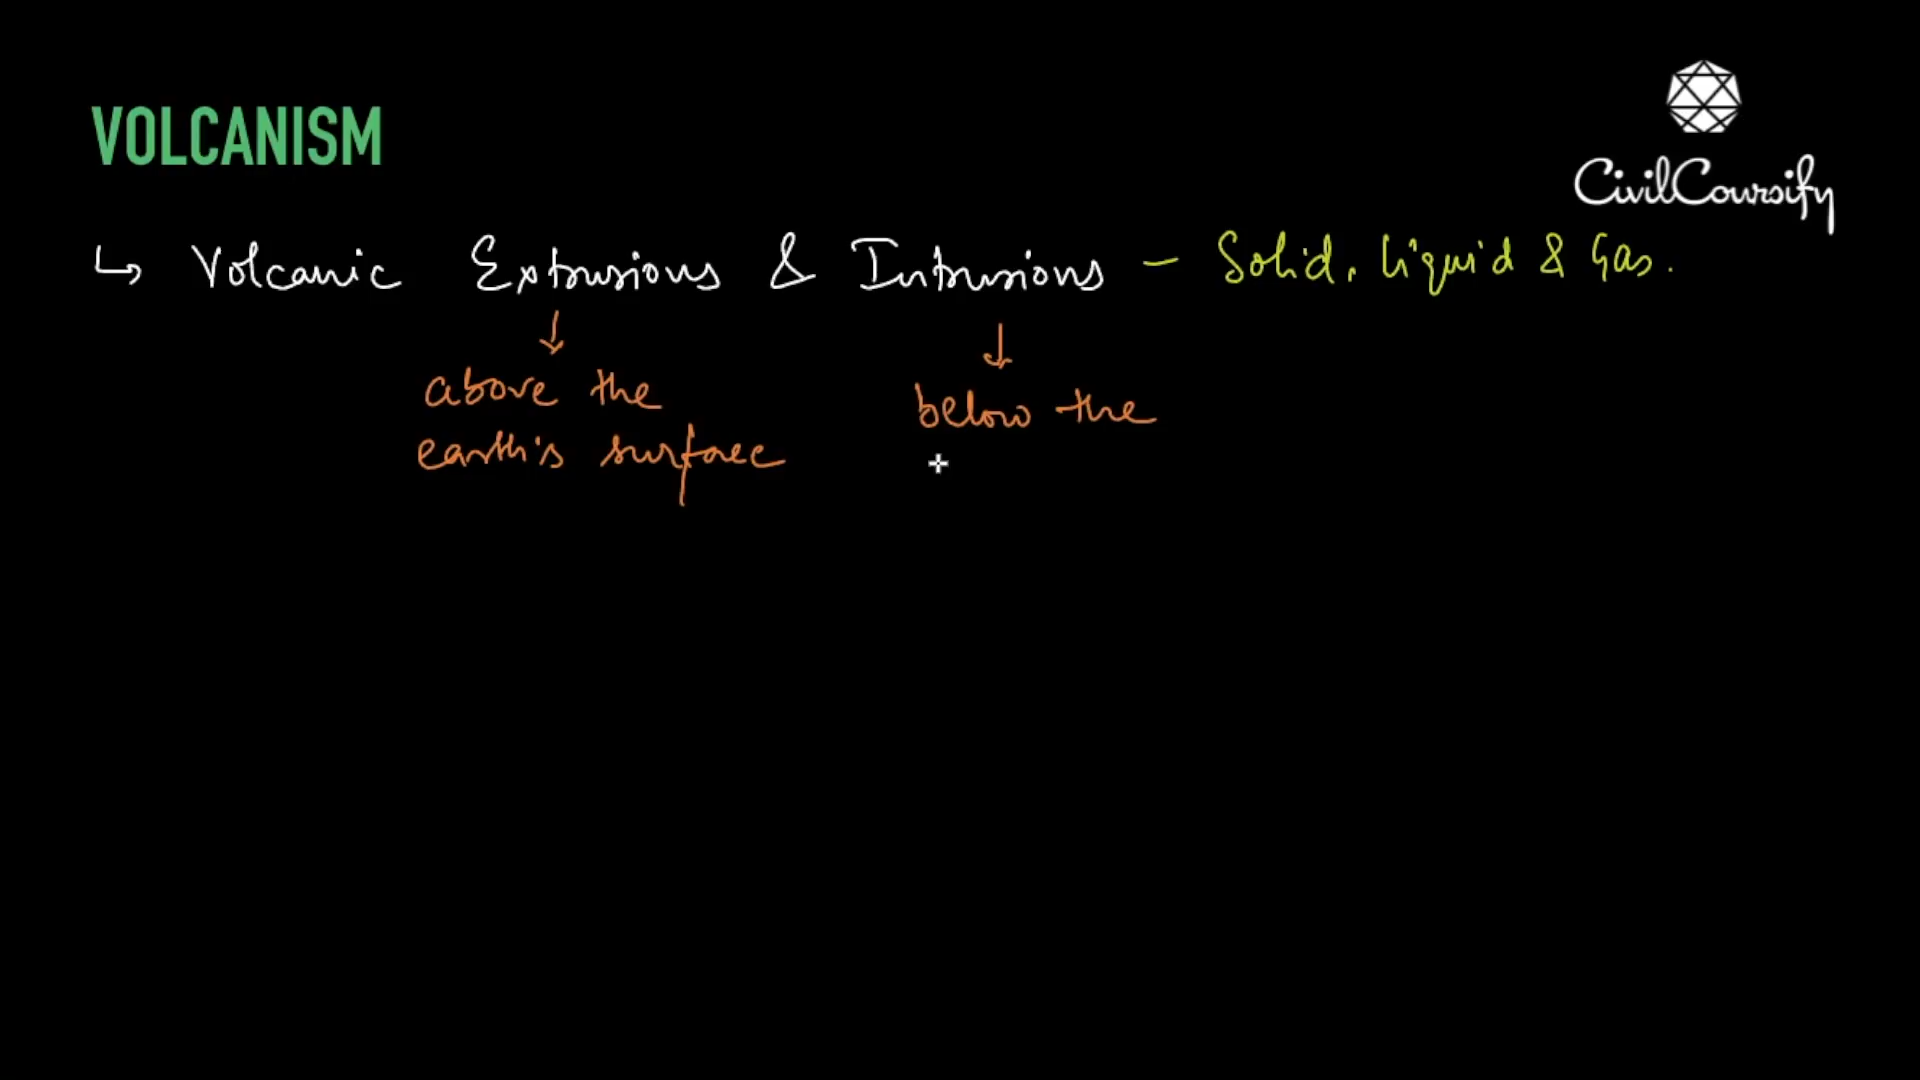 VOLCANISM
CivilCoursify
↳ Volcanic Extrusions & Intrusions - Solid, Liquid & Gas.
above the
earth's surface
below the